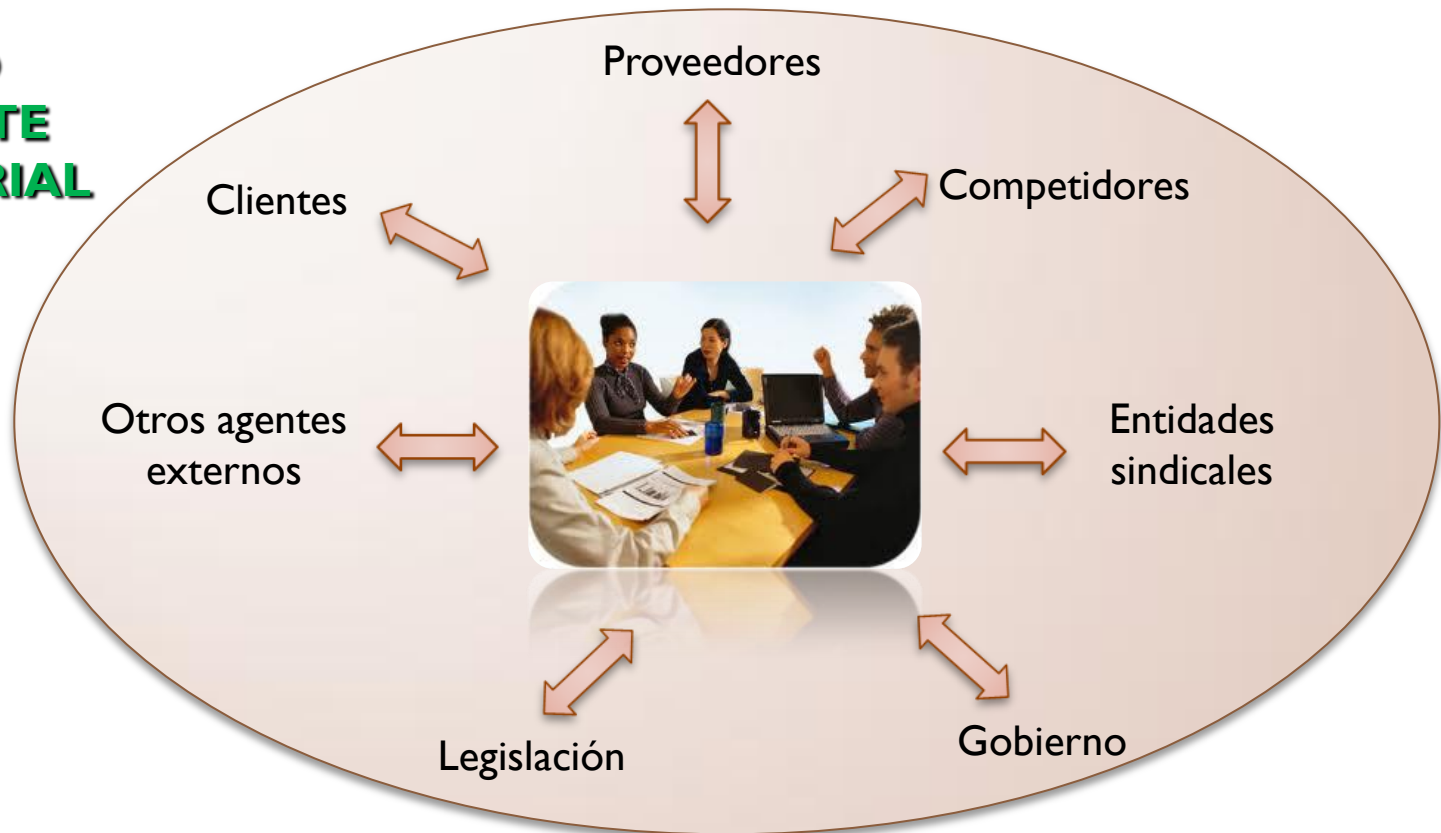 TE
RIAL
Proveedores
Clientes
Competidores
Otros agentes
externos
Entidades
sindicales
Legislación
Gobierno